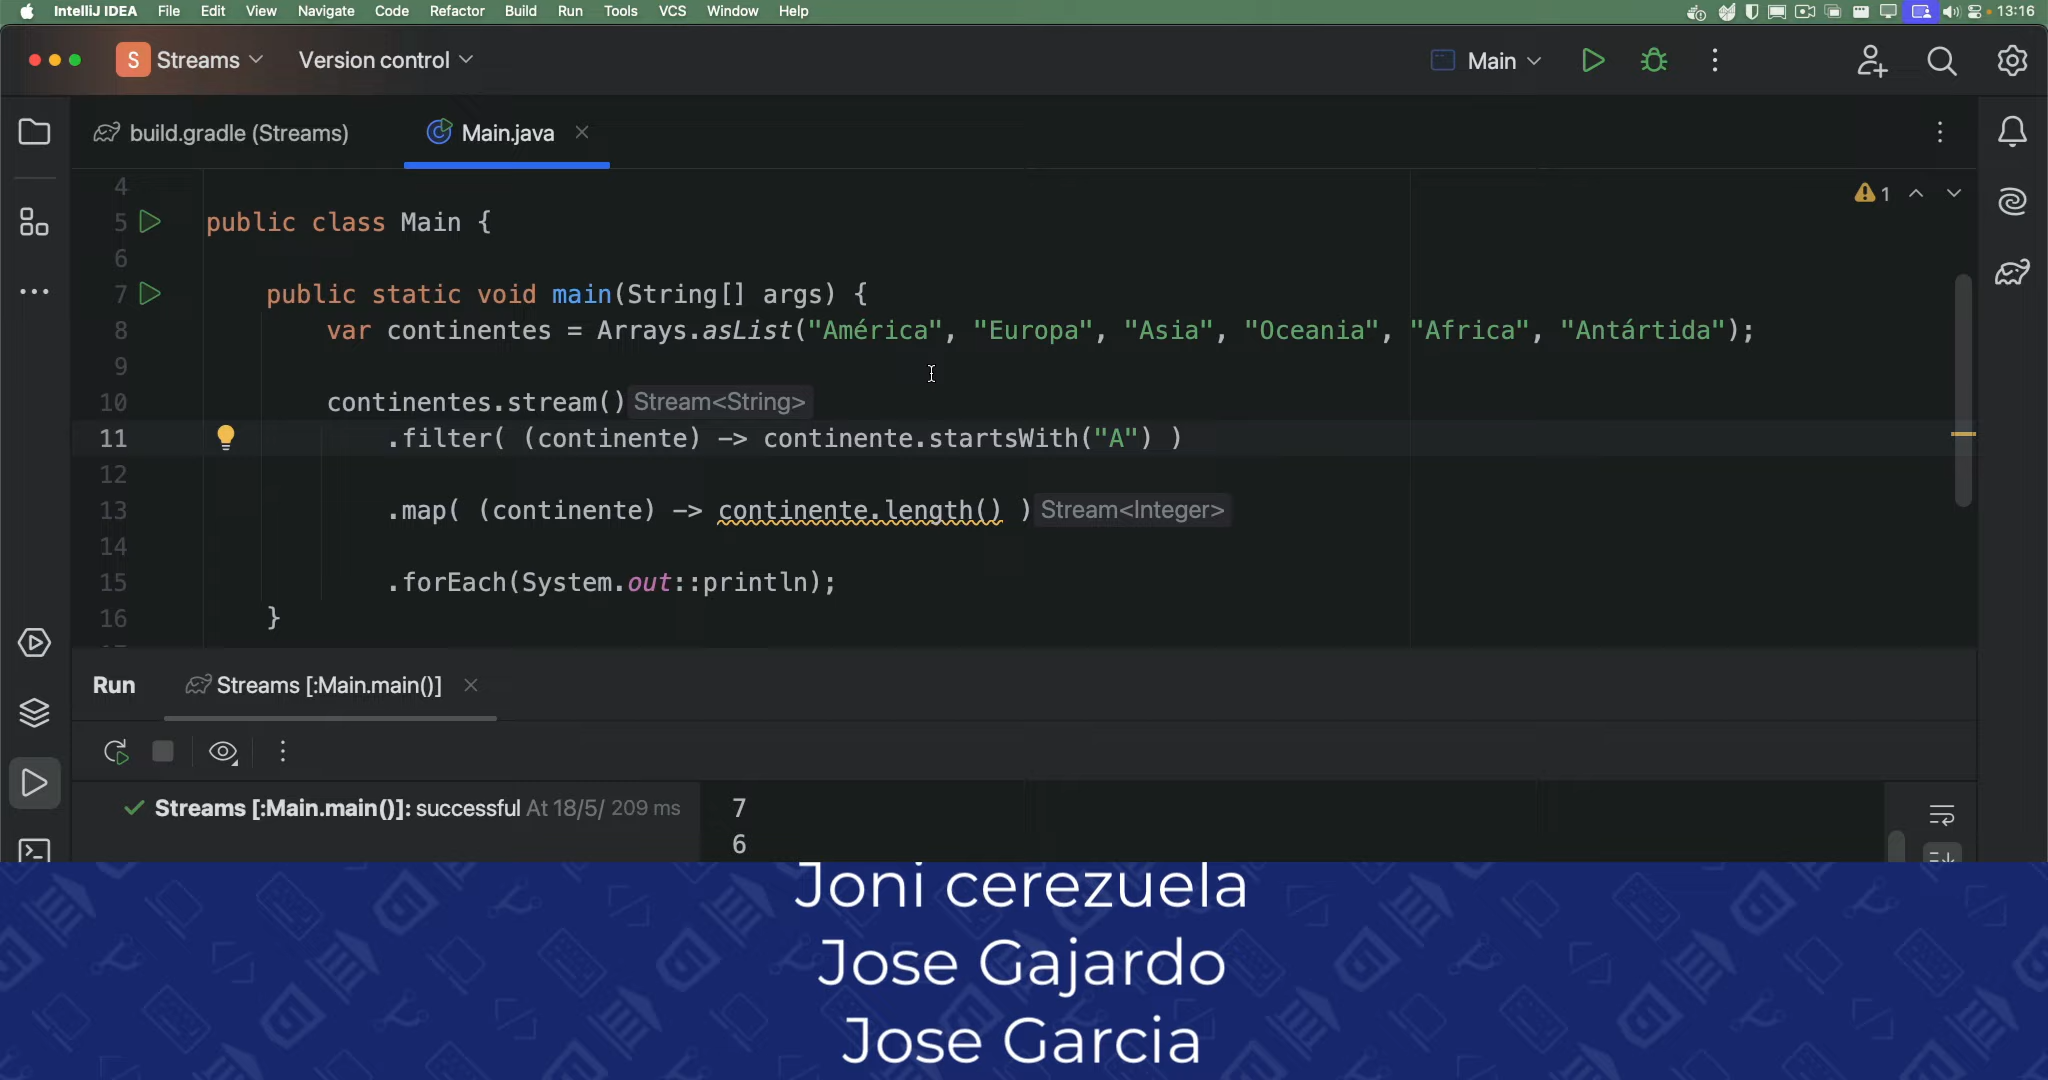 IntelliJ IDEA File Edit View Navigate Code Refactor Build Run Tools VCS Window Help 13:16
S Streams Version control Main
build.gradle (Streams) Main.java
4
1
5 public class Main {
6
7 public static void main(String[] args) {
8 var continentes = Arrays.asList("América", "Europa", "Asia", "Oceania", "Africa", "Antártida");
9
10 continentes.stream() Stream<String>
11 .filter( (continente) -> continente.startsWith("A") )
12
13 .map( (continente) -> continente.length() ) Stream<Integer>
14
15 .forEach(System.out::println);
16 }
Run Streams [:Main.main()]
Streams [:Main.main()]: successful At 18/5/ 209 ms 7
6
Joni cerezuela
Jose Gajardo
Jose Garcia